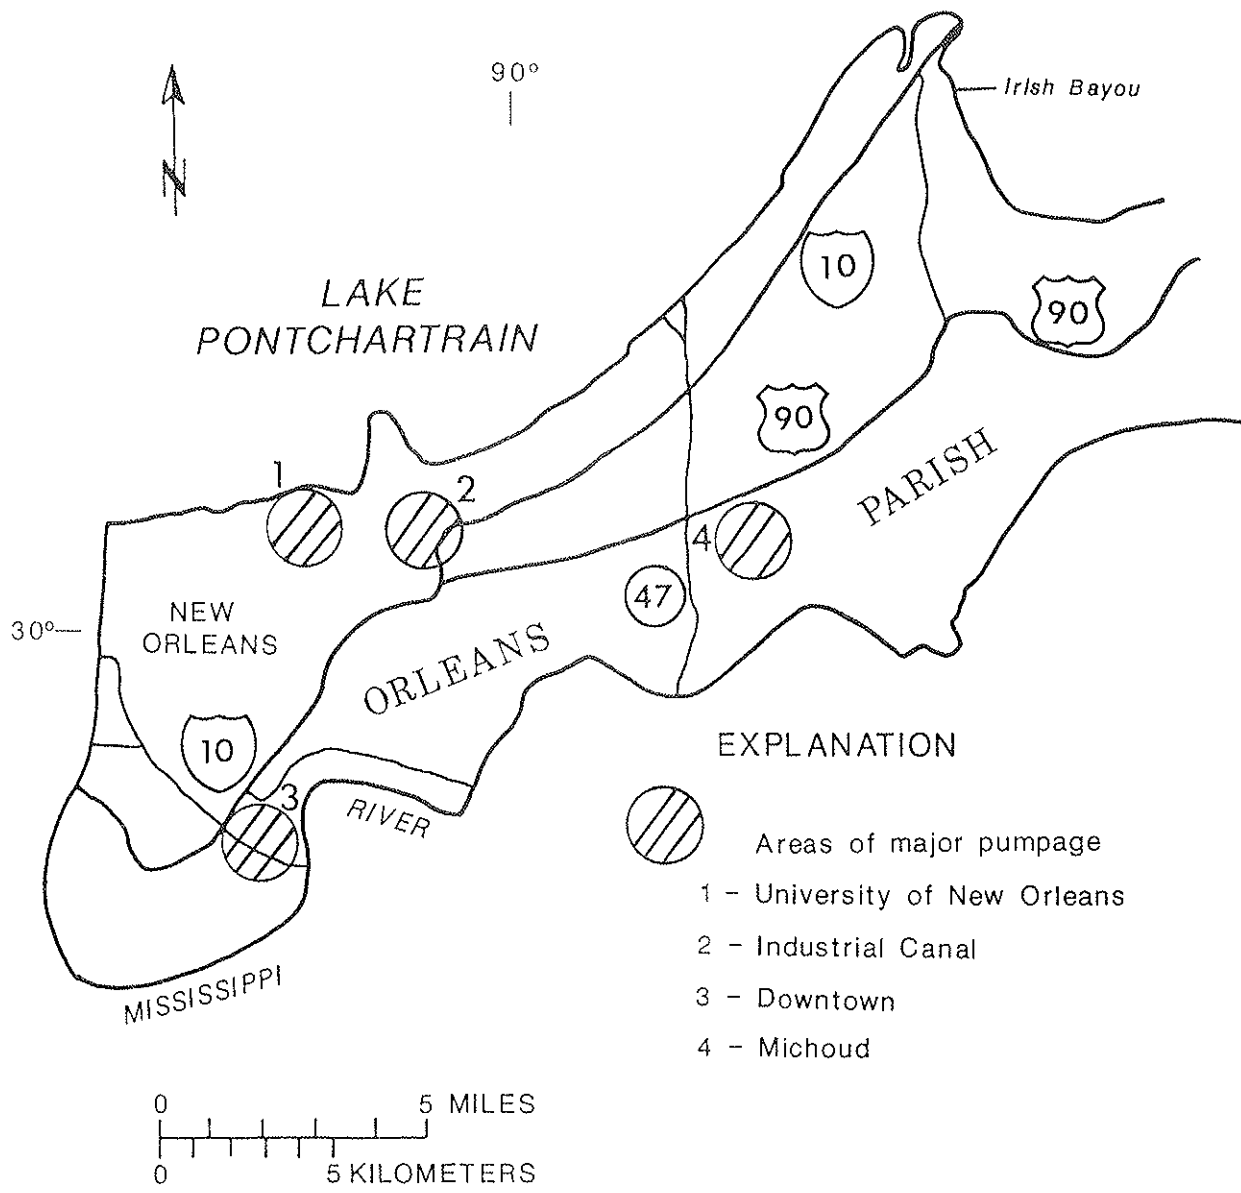 90°
N
Irish Bayou
10
LAKE
PONTCHARTRAIN
90
90
1
2
4
PARISH
47
NEW
ORLEANS
30°
ORLEANS
10
3
RIVER
MISSISSIPPI
EXPLANATION
Areas of major pumpage
1 - University of New Orleans
2 - Industrial Canal
3 - Downtown
4 - Michoud
0 5 MILES
0 5 KILOMETERS